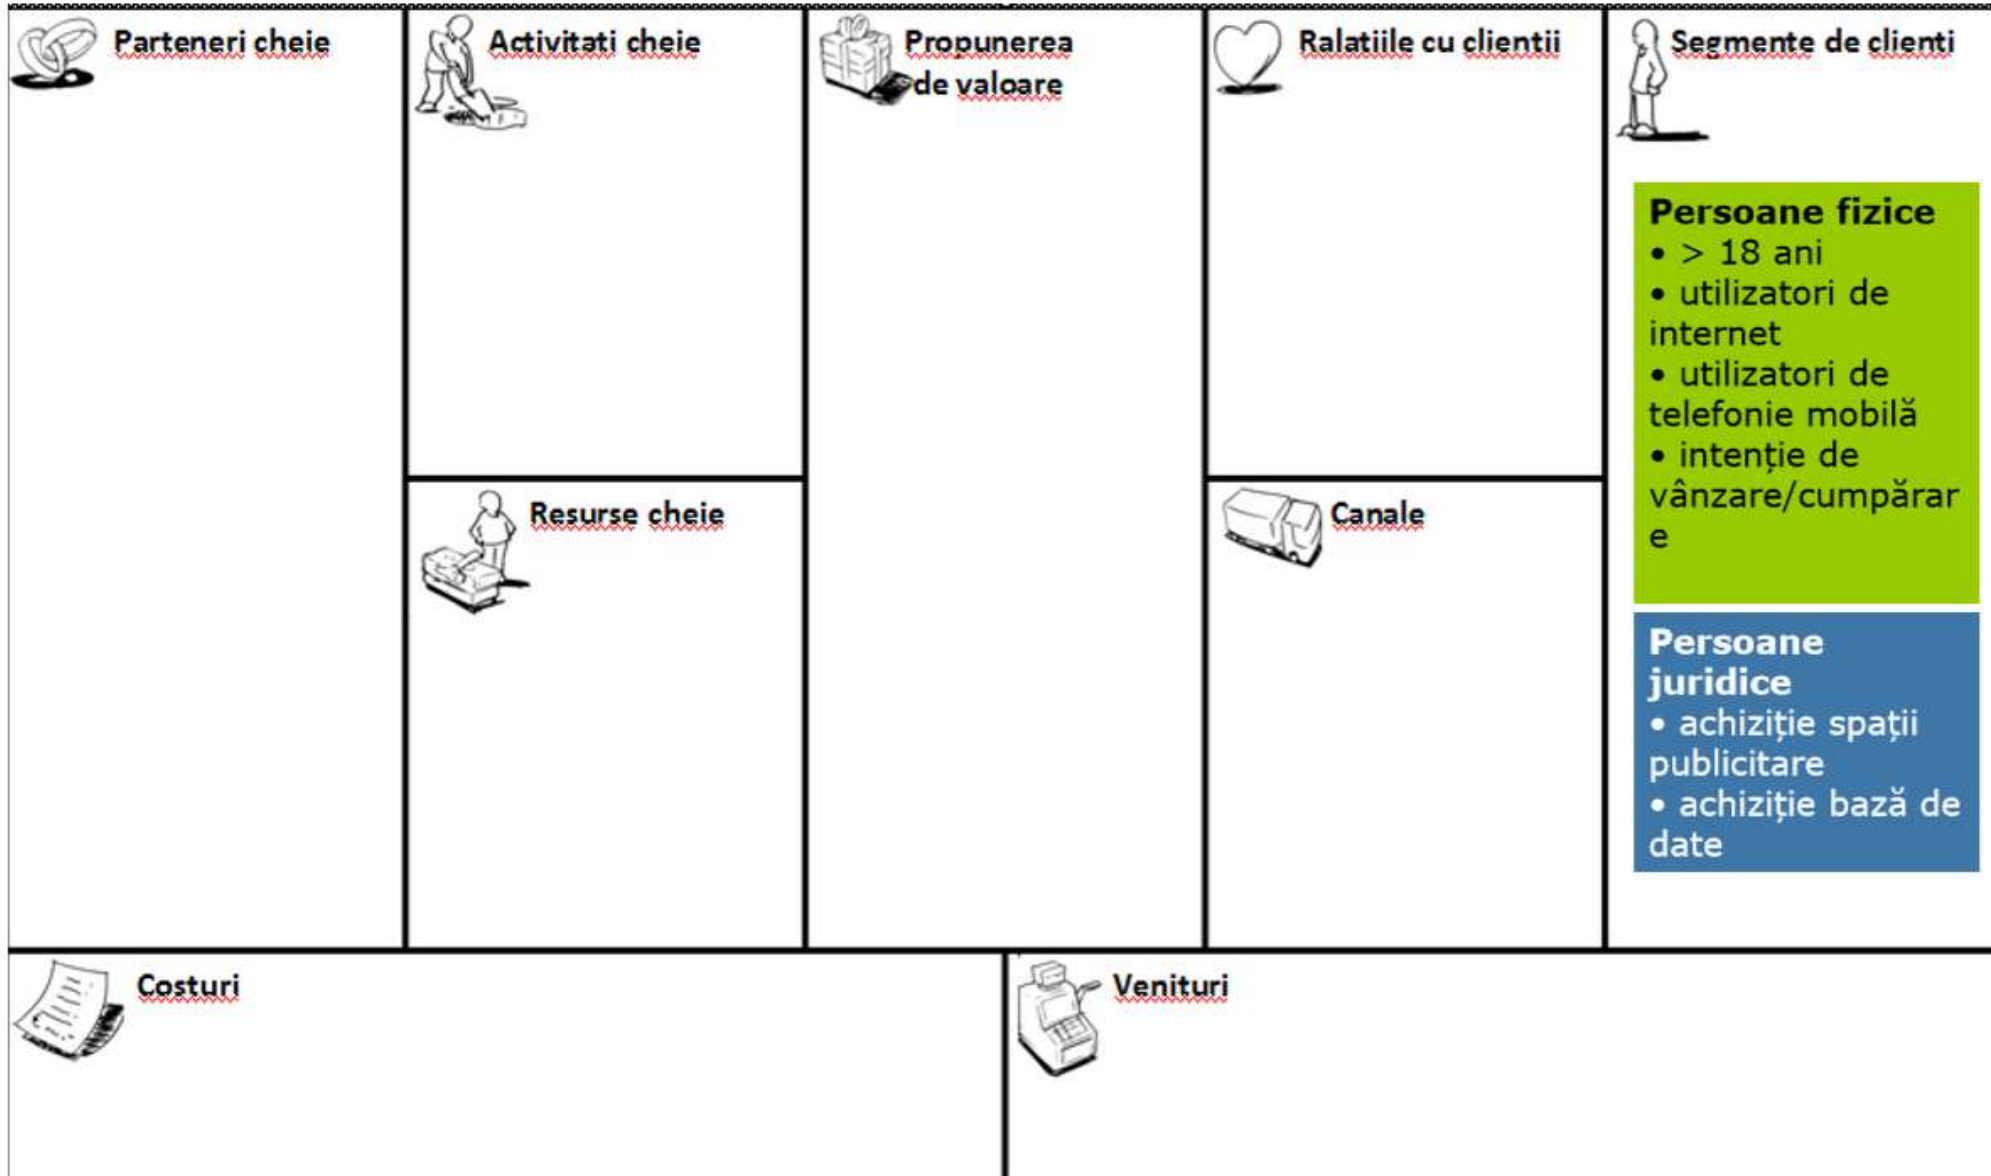 Parteneri cheie
Activitati cheie
Propunerea
de valoare
Ralatiile cu clientii
Segmente de clienti
Persoane fizice
• > 18 ani
• utilizatori de
internet
• utilizatori de
telefonie mobilă
• intenție de
vânzare/cumpărar
e
Resurse cheie
Canale
Persoane
juridice
• achiziție spații
publicitare
• achiziție bază de
date
Costuri
Venituri